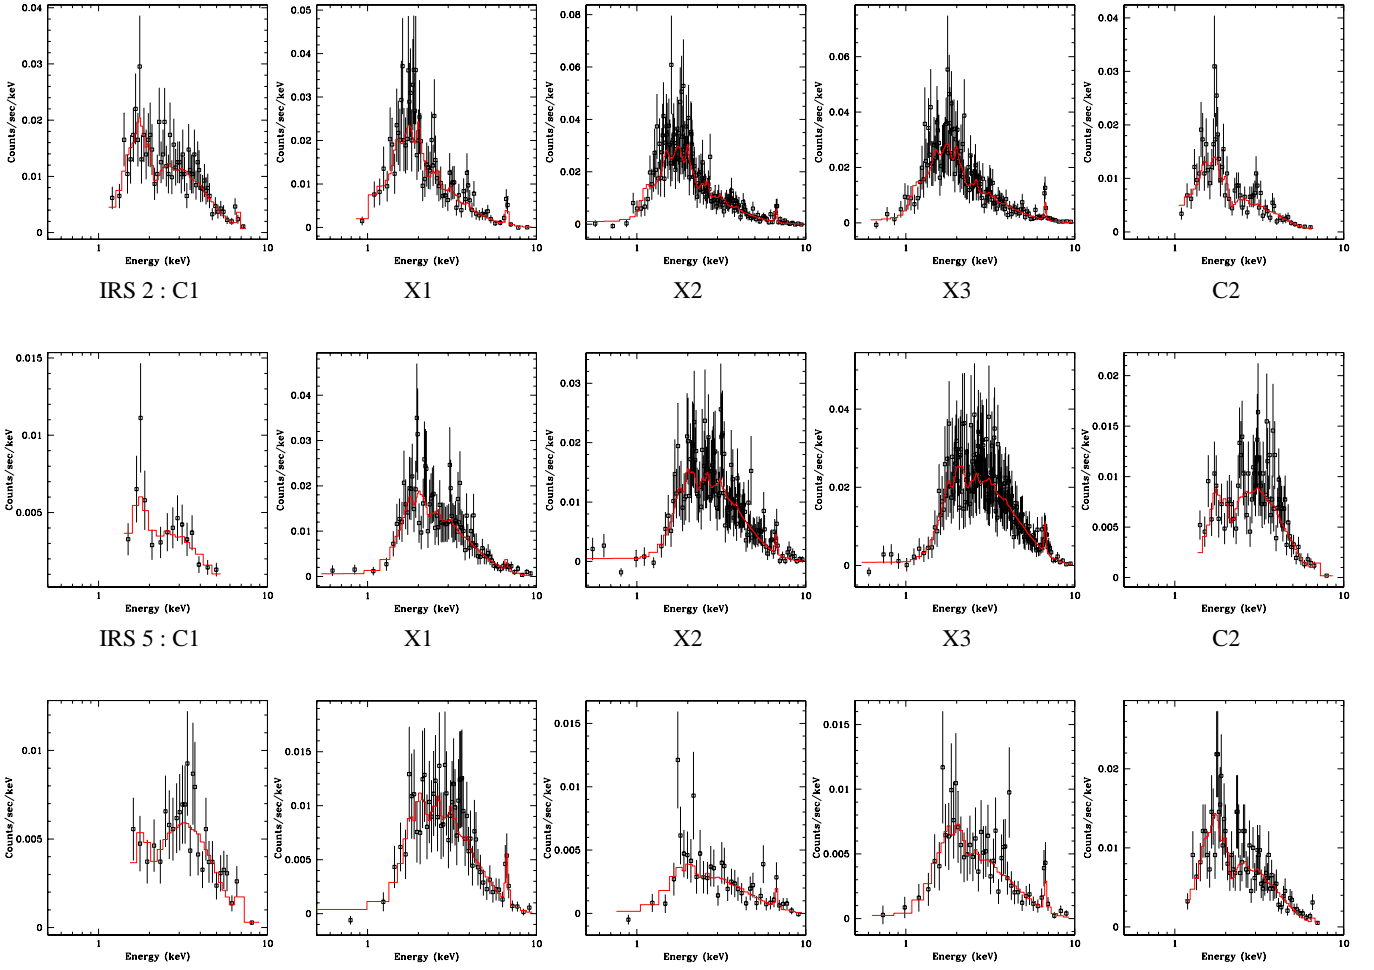 0.04
0.03
0.02
0.01
0
Counts/sec/keV
1
10
Energy (keV)
IRS 2 : C1
0.05
0.04
0.03
0.02
0.01
0
Counts/sec/keV
1
10
Energy (keV)
X1
0.08
0.06
0.04
0.02
0
Counts/sec/keV
1
10
Energy (keV)
X2
0.06
0.04
0.02
0
Counts/sec/keV
1
10
Energy (keV)
X3
0.04
0.03
0.02
0.01
0
Counts/sec/keV
1
10
Energy (keV)
C2
0.015
0.01
0.005
Counts/sec/keV
1
10
Energy (keV)
IRS 5 : C1
0.04
0.03
0.02
0.01
0
Counts/sec/keV
1
10
Energy (keV)
X1
0.03
0.02
0.01
0
Counts/sec/keV
1
10
Energy (keV)
X2
0.04
0.02
0
Counts/sec/keV
1
10
Energy (keV)
X3
0.02
0.015
0.01
0.005
0
Counts/sec/keV
1
10
Energy (keV)
C2
0.01
0.005
0
Counts/sec/keV
1
10
Energy (keV)
0.015
0.01
0.005
0
Counts/sec/keV
1
10
Energy (keV)
0.015
0.01
0.005
0
Counts/sec/keV
1
10
Energy (keV)
0.015
0.01
0.005
0
Counts/sec/keV
1
10
Energy (keV)
0.02
0.01
0
Counts/sec/keV
1
10
Energy (keV)